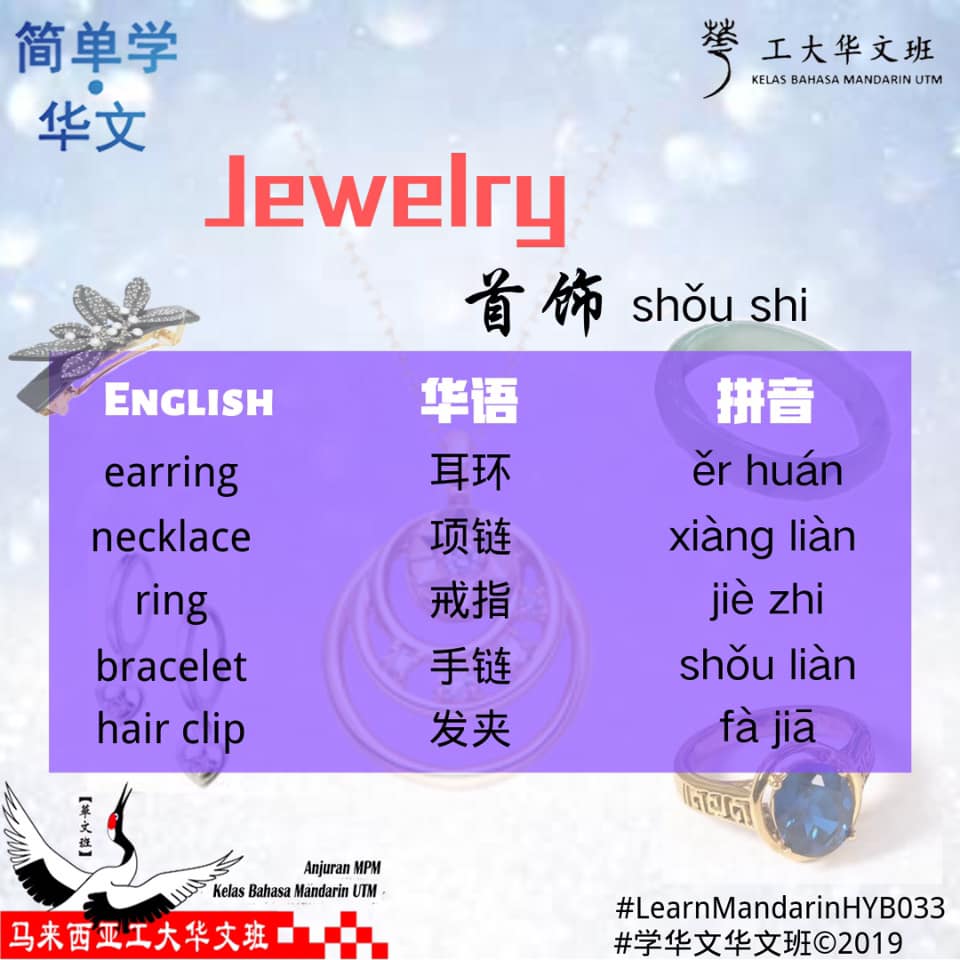 简单学
·
华文
工大华文班
KELAS BAHASA MANDARIN UTM
Jewelry
首饰 shǒu shi
ENGLISH 华语 拼音
earring 耳环 ěr huán
necklace 项链 xiàng liàn
ring 戒指 jiè zhi
bracelet 手链 shǒu liàn
hair clip 发夹 fà jiā
【華·文班】
Anjuran MPM
Kelas Bahasa Mandarin UTM
马来西亚工大华文班
#LearnMandarinHYB033
#学华文华文班©2019